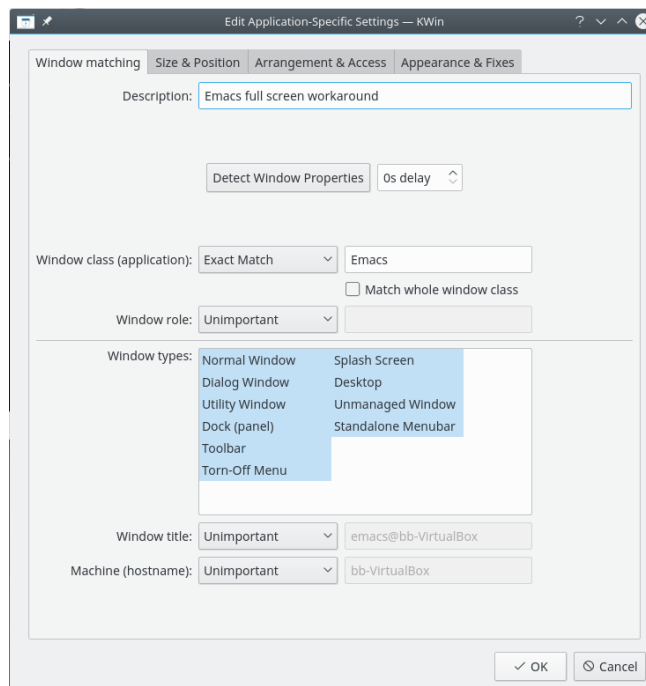 Edit Application-Specific Settings — KWin ?
Window matching Size & Position Arrangement & Access Appearance & Fixes
Description: Emacs full screen workaround
Detect Window Properties 0s delay
Window class (application): Exact Match Emacs
Match whole window class
Window role: Unimportant
Window types: Normal Window Splash Screen
Dialog Window Desktop
Utility Window Unmanaged Window
Dock (panel) Standalone Menubar
Toolbar
Torn-Off Menu
Window title: Unimportant emacs@bb-VirtualBox
Machine (hostname): Unimportant bb-VirtualBox
OK Cancel